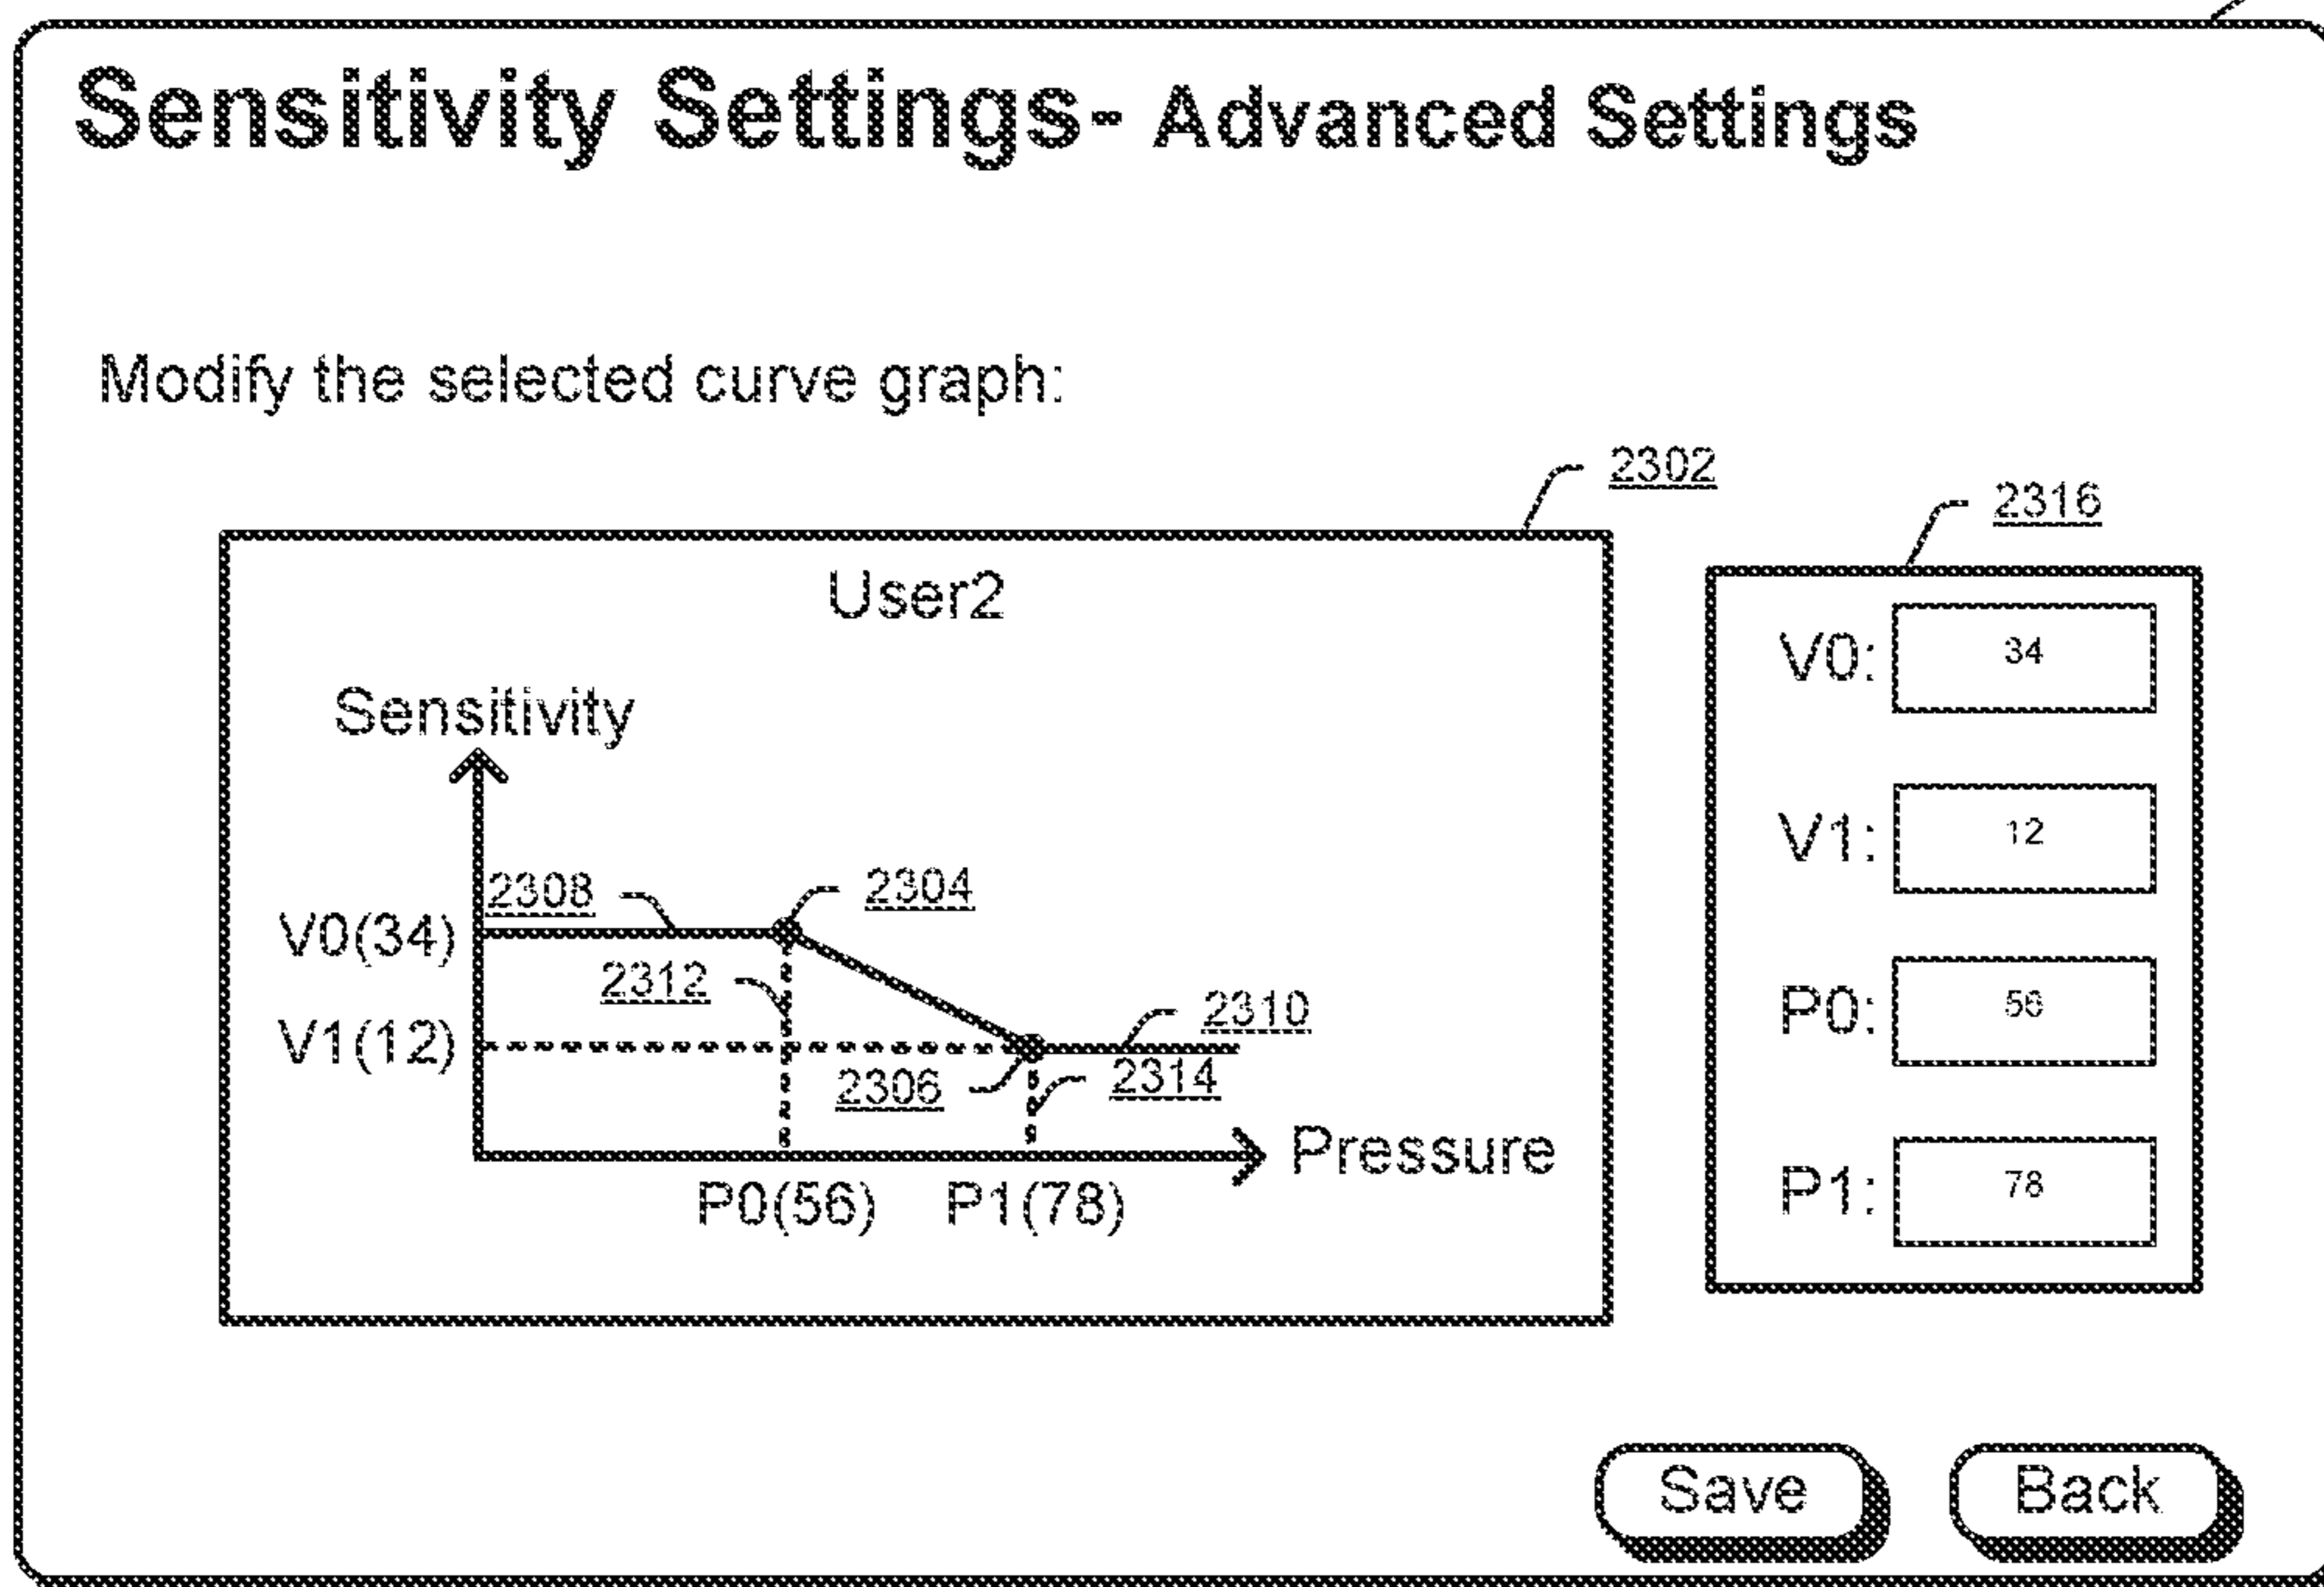 Sensitivity Settings- Advanced Settings
Modify the selected curve graph:
2302
2316
User2
Sensitivity
2308
2304
V0(34)
2312
2310
V1(12)
2306
2314
Pressure
P0(56)
P1(78)
V0: 34
V1: 12
P0: 56
P1: 78
Save
Back